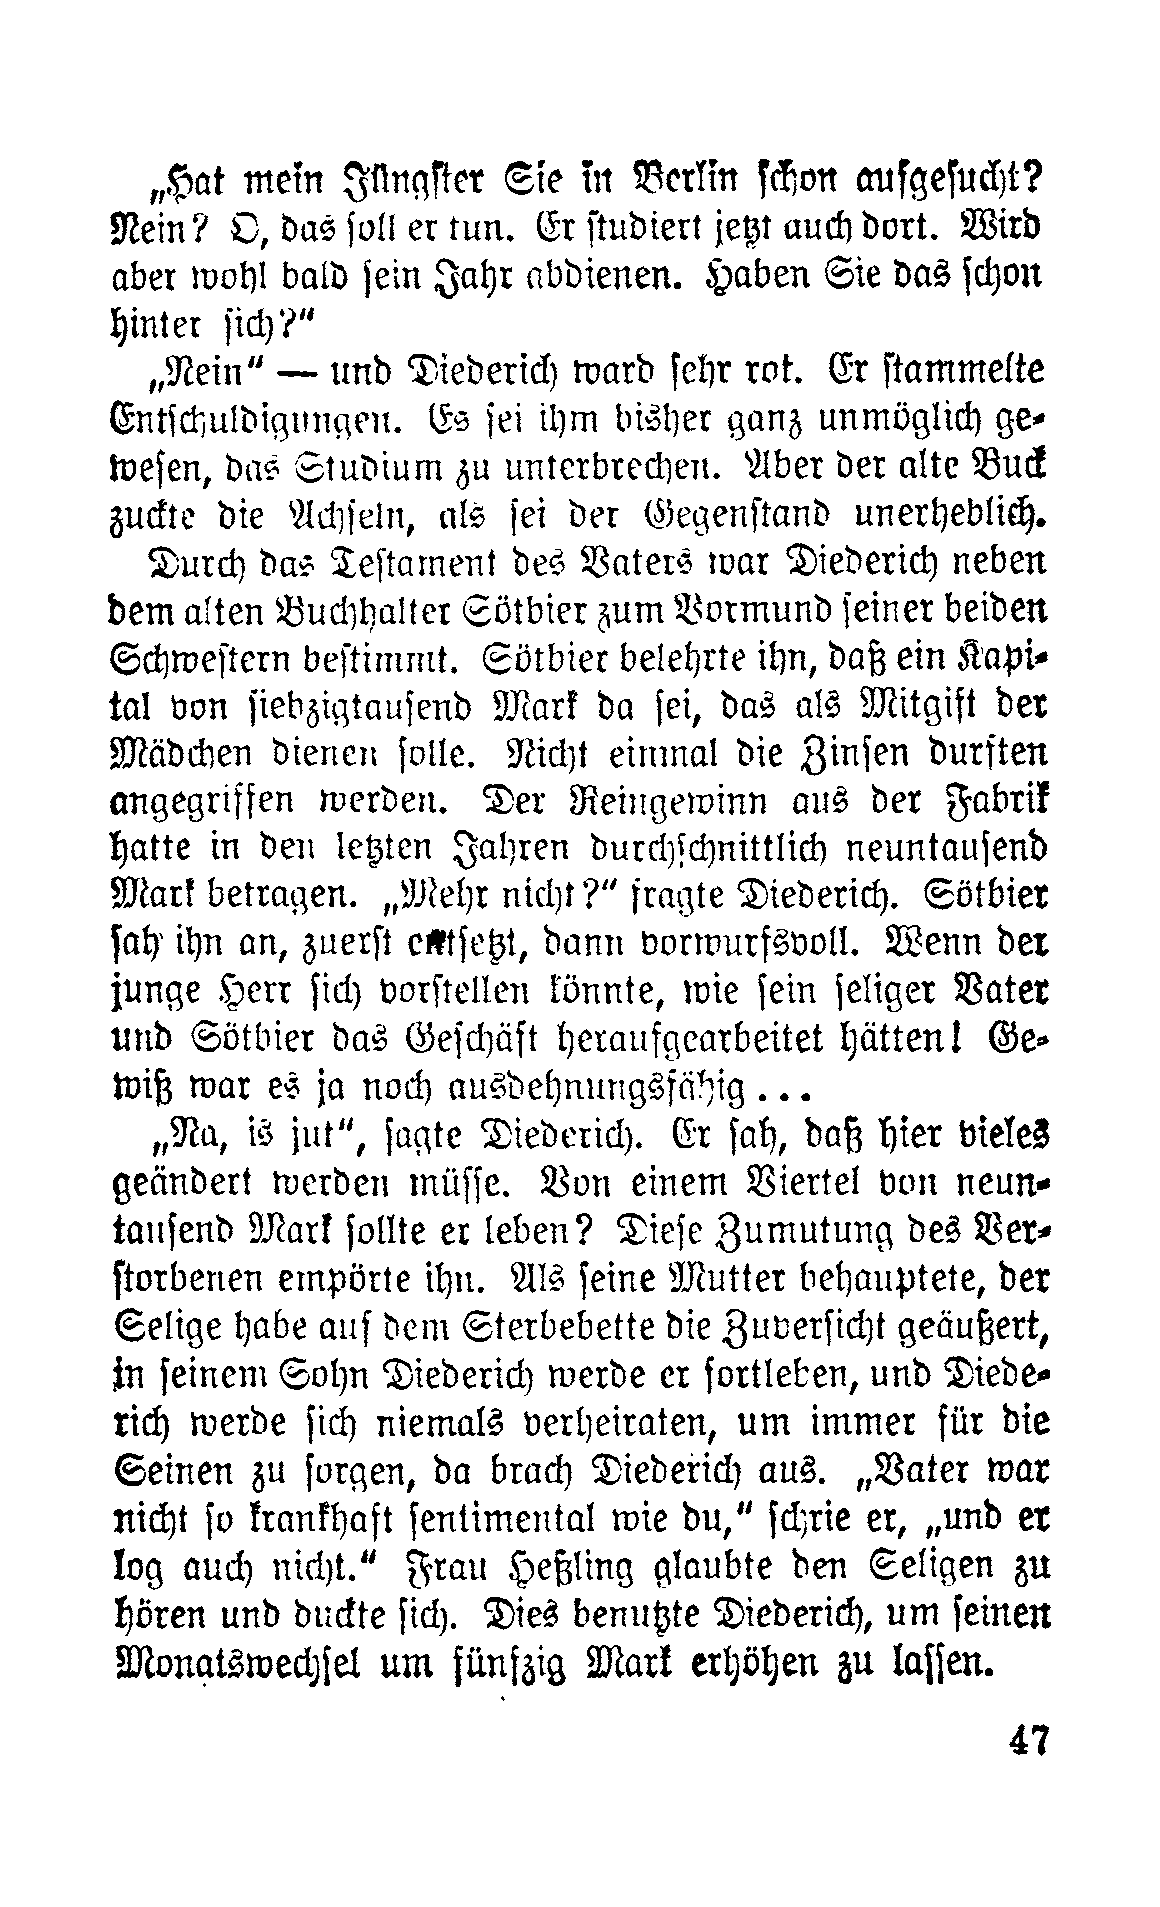 „Hat mein Jüngster Sie in Berlin schon aufgesucht?
Nein? O, das soll er tun. Er studiert jetzt auch dort. Wird
aber wohl bald sein Jahr abdienen. Haben Sie das schon
hinter sich?"
„Nein" — und Diederich ward sehr rot. Er stammelte
Entschuldigungen. Es sei ihm bisher ganz unmöglich ge-
wesen, das Studium zu unterbrechen. Aber der alte Buck
zuckte die Achseln, als sei der Gegenstand unerheblich.
Durch das Testament des Vaters war Diederich neben
dem alten Buchhalter Sötbier zum Vormund seiner beiden
Schwestern bestimmt. Sötbier belehrte ihn, daß ein Kapi-
tal von siebzigtausend Mark da sei, das als Mitgift der
Mädchen dienen solle. Nicht einmal die Zinsen durften
angegriffen werden. Der Reingewinn aus der Fabrik
hatte in den letzten Jahren durchschnittlich neuntausend
Mark betragen. „Mehr nicht?" fragte Diederich. Sötbier
sah ihn an, zuerst entsetzt, dann vorwurfsvoll. Wenn der
junge Herr sich vorstellen könnte, wie sein seliger Vater
und Sötbier das Geschäft heraufgearbeitet hätten! Ge-
wiß war es ja noch ausdehnungsfähig...
„Na, is jut", sagte Diederich. Er sah, daß hier vieles
geändert werden müsse. Von einem Viertel von neun-
tausend Mark sollte er leben? Diese Zumutung des Ver-
storbenen empörte ihn. Als seine Mutter behauptete, der
Selige habe auf dem Sterbebette die Zuversicht geäußert,
in seinem Sohn Diederich werde er fortleben, und Diede-
rich werde sich niemals verheiraten, um immer für die
Seinen zu sorgen, da brach Diederich aus. „Vater war
nicht so krankhaft sentimental wie du," schrie er, „und er
log auch nicht." Frau Heßling glaubte den Seligen zu
hören und duckte sich. Dies benutzte Diederich, um seinen
Monatswechsel um fünfzig Mark erhöhen zu lassen.
47